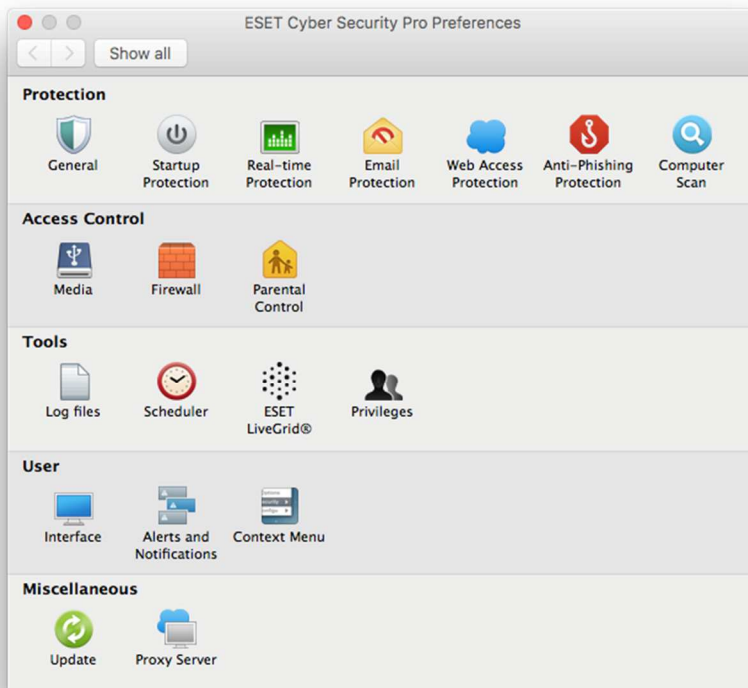 ESET Cyber Security Pro Preferences
Show all
Protection
General
Startup
Protection
Real-time
Protection
Email
Protection
Web Access
Protection
Anti-Phishing
Protection
Computer
Scan
Access Control
Media
Firewall
Parental
Control
Tools
Log files
Scheduler
ESET
LiveGrid®
Privileges
User
Interface
Alerts and
Notifications
Context Menu
Miscellaneous
Update
Proxy Server